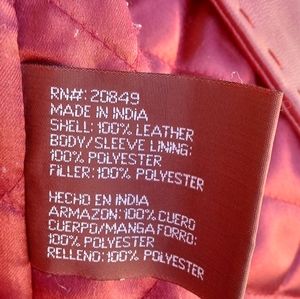 RN#: 20849
MADE IN INDIA
SHELL: 100% LEATHER
BODY/SLEEVE LINING:
100% POLYESTER
FILLER: 100% POLYESTER
HECHO EN INDIA
ARMAZON: 100% CUERO
CUERPO/MANGA FORRO:
100% POLYESTER
RELLENO: 100% POLYESTER